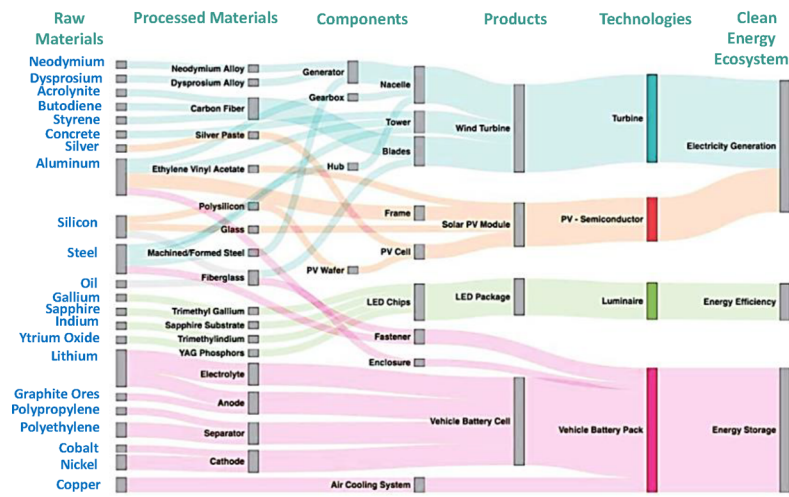 Raw
Materials
Processed Materials
Components
Products
Technologies
Clean
Energy
Ecosystem
Neodymium
Dysprosium
Acrolynite
Butodiene
Styrene
Concrete
Silver
Aluminum
Silicon
Steel
Oil
Gallium
Sapphire
Indium
Ytrium Oxide
Lithium
Graphite Ores
Polypropylene
Polyethylene
Cobalt
Nickel
Copper
Neodymium Alloy
Dysprosium Alloy
Carbon Fiber
Silver Paste
Ethylene Vinyl Acetate
Polysilicon
Glass
Machined/Formed Steel
Fiberglass
Trimethyl Gallium
Sapphire Substrate
Trimethylindium
YAG Phosphors
Electrolyte
Anode
Separator
Cathode
Generator
Gearbox
Hub
PV Wafer
Nacelle
Tower
Blades
Frame
PV Cell
LED Chips
Fastener
Enclosure
Air Cooling System
Wind Turbine
Solar PV Module
LED Package
Vehicle Battery Cell
Turbine
PV - Semiconductor
Luminaire
Vehicle Battery Pack
Electricity Generation
Energy Efficiency
Energy Storage